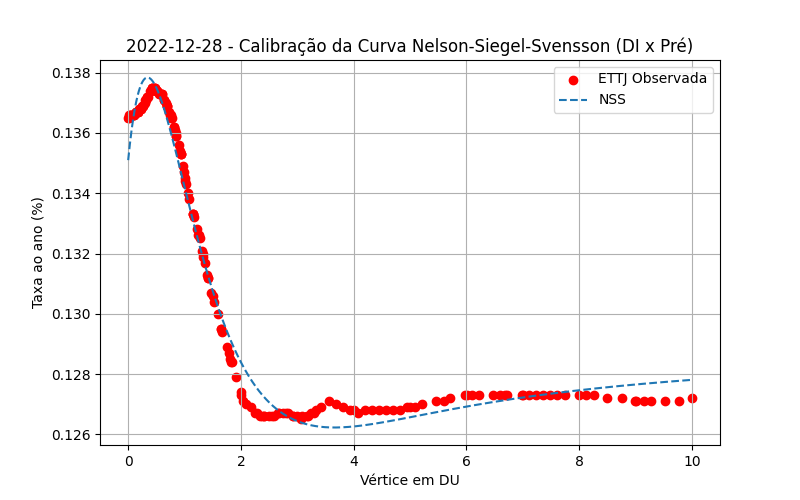 2022-12-28 - Calibração da Curva Nelson-Siegel-Svensson (DI x Pré)
ETTJ Observada
NSS
Taxa ao ano (%)
0.138
0.136
0.134
0.132
0.130
0.128
0.126
0
2
4
6
8
10
Vértice em DU